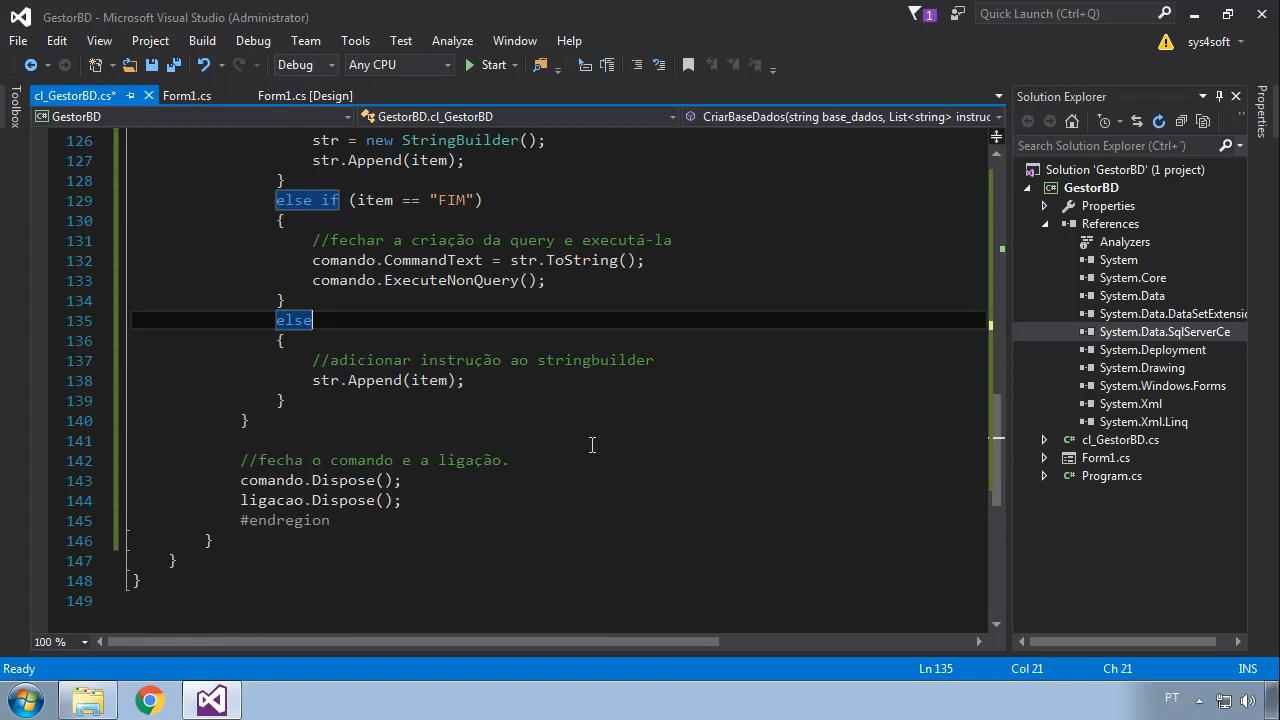 GestorBD - Microsoft Visual Studio (Administrator)
1
Quick Launch (Ctrl+Q)
File Edit View Project Build Debug Team Tools Test Analyze Window Help
sys4soft
Debug Any CPU Start
Toolbox
cl_GestorBD.cs* Form1.cs Form1.cs [Design]
GestorBD GestorBD.cl_GestorBD CriarBaseDados(string base_dados, List<string> instruc
126 str = new StringBuilder();
127 str.Append(item);
128 }
129 else if (item == "FIM")
130 {
131 //fechar a criação da query e executá-la
132 comando.CommandText = str.ToString();
133 comando.ExecuteNonQuery();
134 }
135 else
136 {
137 //adicionar instrução ao stringbuilder
138 str.Append(item);
139 }
140 }
141
142 //fecha o comando e a ligação.
143 comando.Dispose();
144 ligacao.Dispose();
145 #endregion
146 }
147 }
148 }
149
100 %
Solution Explorer
Search Solution Explorer (Ctrl+´)
Solution 'GestorBD' (1 project)
GestorBD
Properties
References
Analyzers
System
System.Core
System.Data
System.Data.DataSetExtensio
System.Data.SqlServerCe
System.Deployment
System.Drawing
System.Windows.Forms
System.Xml
System.Xml.Linq
cl_GestorBD.cs
Form1.cs
Program.cs
Properties
Ready Ln 135 Col 21 Ch 21 INS
PT